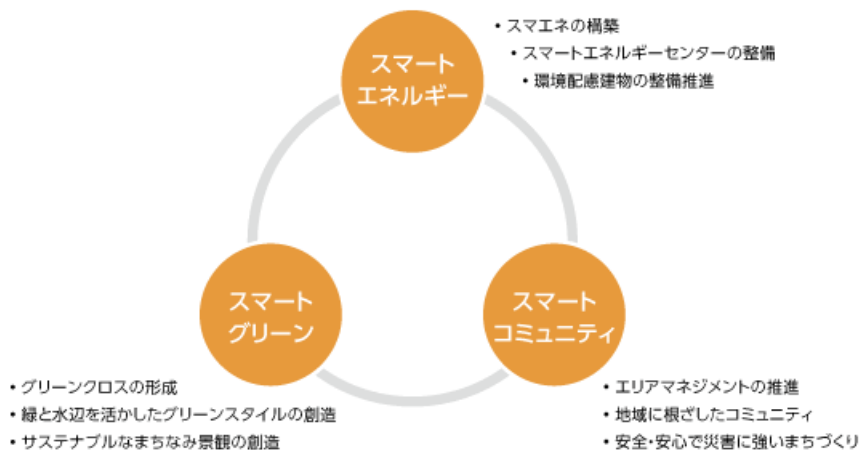 スマート
エネルギー
・スマエネの構築
・スマートエネルギーセンターの整備
・環境配慮建物の整備推進
スマート
グリーン
・グリーンクロスの形成
・緑と水辺を活かしたグリーンスタイルの創造
・サステナブルなまちなみ景観の創造
スマート
コミュニティ
・エリアマネジメントの推進
・地域に根ざしたコミュニティ
・安全・安心で災害に強いまちづくり